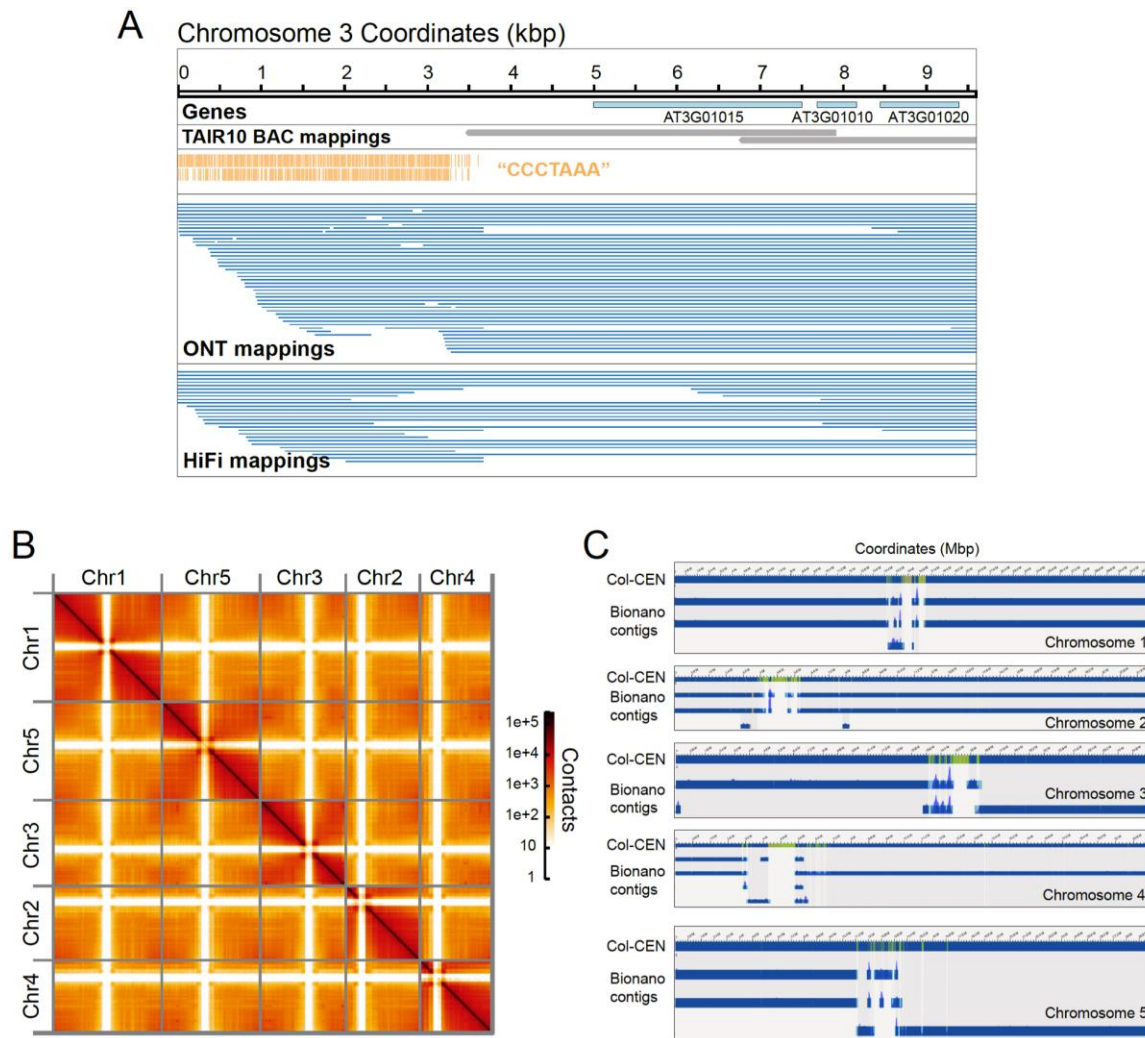 A
Chromosome 3 Coordinates (kbp)
0 1 2 3 4 5 6 7 8 9
Genes
AT3G01015 AT3G01010 AT3G01020
TAIR10 BAC mappings
“CCCTAAA”
ONT mappings
HiFi mappings
B
Chr1 Chr5 Chr3 Chr2 Chr4
Chr1
Chr5
Chr3
Chr2
Chr4
1e+5
1e+4
1e+3
1e+2
10
1
Contacts
C
Coordinates (Mbp)
Col-CEN
Bionano
contigs
Chromosome 1
Col-CEN
Bionano
contigs
Chromosome 2
Col-CEN
Bionano
contigs
Chromosome 3
Col-CEN
Bionano
contigs
Chromosome 4
Col-CEN
Bionano
contigs
Chromosome 5